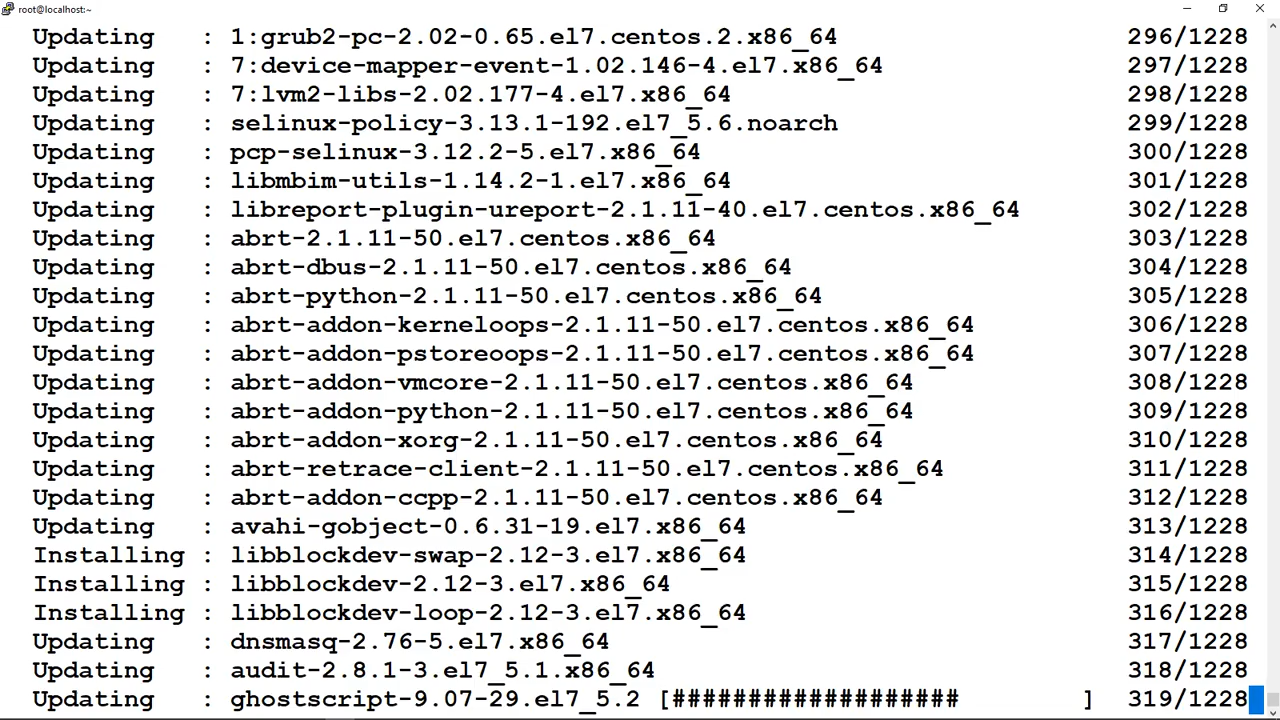 root@localhost:~
Updating : 1:grub2-pc-2.02-0.65.el7.centos.2.x86_64 296/1228
Updating : 7:device-mapper-event-1.02.146-4.el7.x86_64 297/1228
Updating : 7:lvm2-libs-2.02.177-4.el7.x86_64 298/1228
Updating : selinux-policy-3.13.1-192.el7_5.6.noarch 299/1228
Updating : pcp-selinux-3.12.2-5.el7.x86_64 300/1228
Updating : libmbim-utils-1.14.2-1.el7.x86_64 301/1228
Updating : libreport-plugin-ureport-2.1.11-40.el7.centos.x86_64 302/1228
Updating : abrt-2.1.11-50.el7.centos.x86_64 303/1228
Updating : abrt-dbus-2.1.11-50.el7.centos.x86_64 304/1228
Updating : abrt-python-2.1.11-50.el7.centos.x86_64 305/1228
Updating : abrt-addon-kerneloops-2.1.11-50.el7.centos.x86_64 306/1228
Updating : abrt-addon-pstoreoops-2.1.11-50.el7.centos.x86_64 307/1228
Updating : abrt-addon-vmcore-2.1.11-50.el7.centos.x86_64 308/1228
Updating : abrt-addon-python-2.1.11-50.el7.centos.x86_64 309/1228
Updating : abrt-addon-xorg-2.1.11-50.el7.centos.x86_64 310/1228
Updating : abrt-retrace-client-2.1.11-50.el7.centos.x86_64 311/1228
Updating : abrt-addon-ccpp-2.1.11-50.el7.centos.x86_64 312/1228
Updating : avahi-gobject-0.6.31-19.el7.x86_64 313/1228
Installing : libblockdev-swap-2.12-3.el7.x86_64 314/1228
Installing : libblockdev-2.12-3.el7.x86_64 315/1228
Installing : libblockdev-loop-2.12-3.el7.x86_64 316/1228
Updating : dnsmasq-2.76-5.el7.x86_64 317/1228
Updating : audit-2.8.1-3.el7_5.1.x86_64 318/1228
Updating : ghostscript-9.07-29.el7_5.2 [################### ] 319/1228